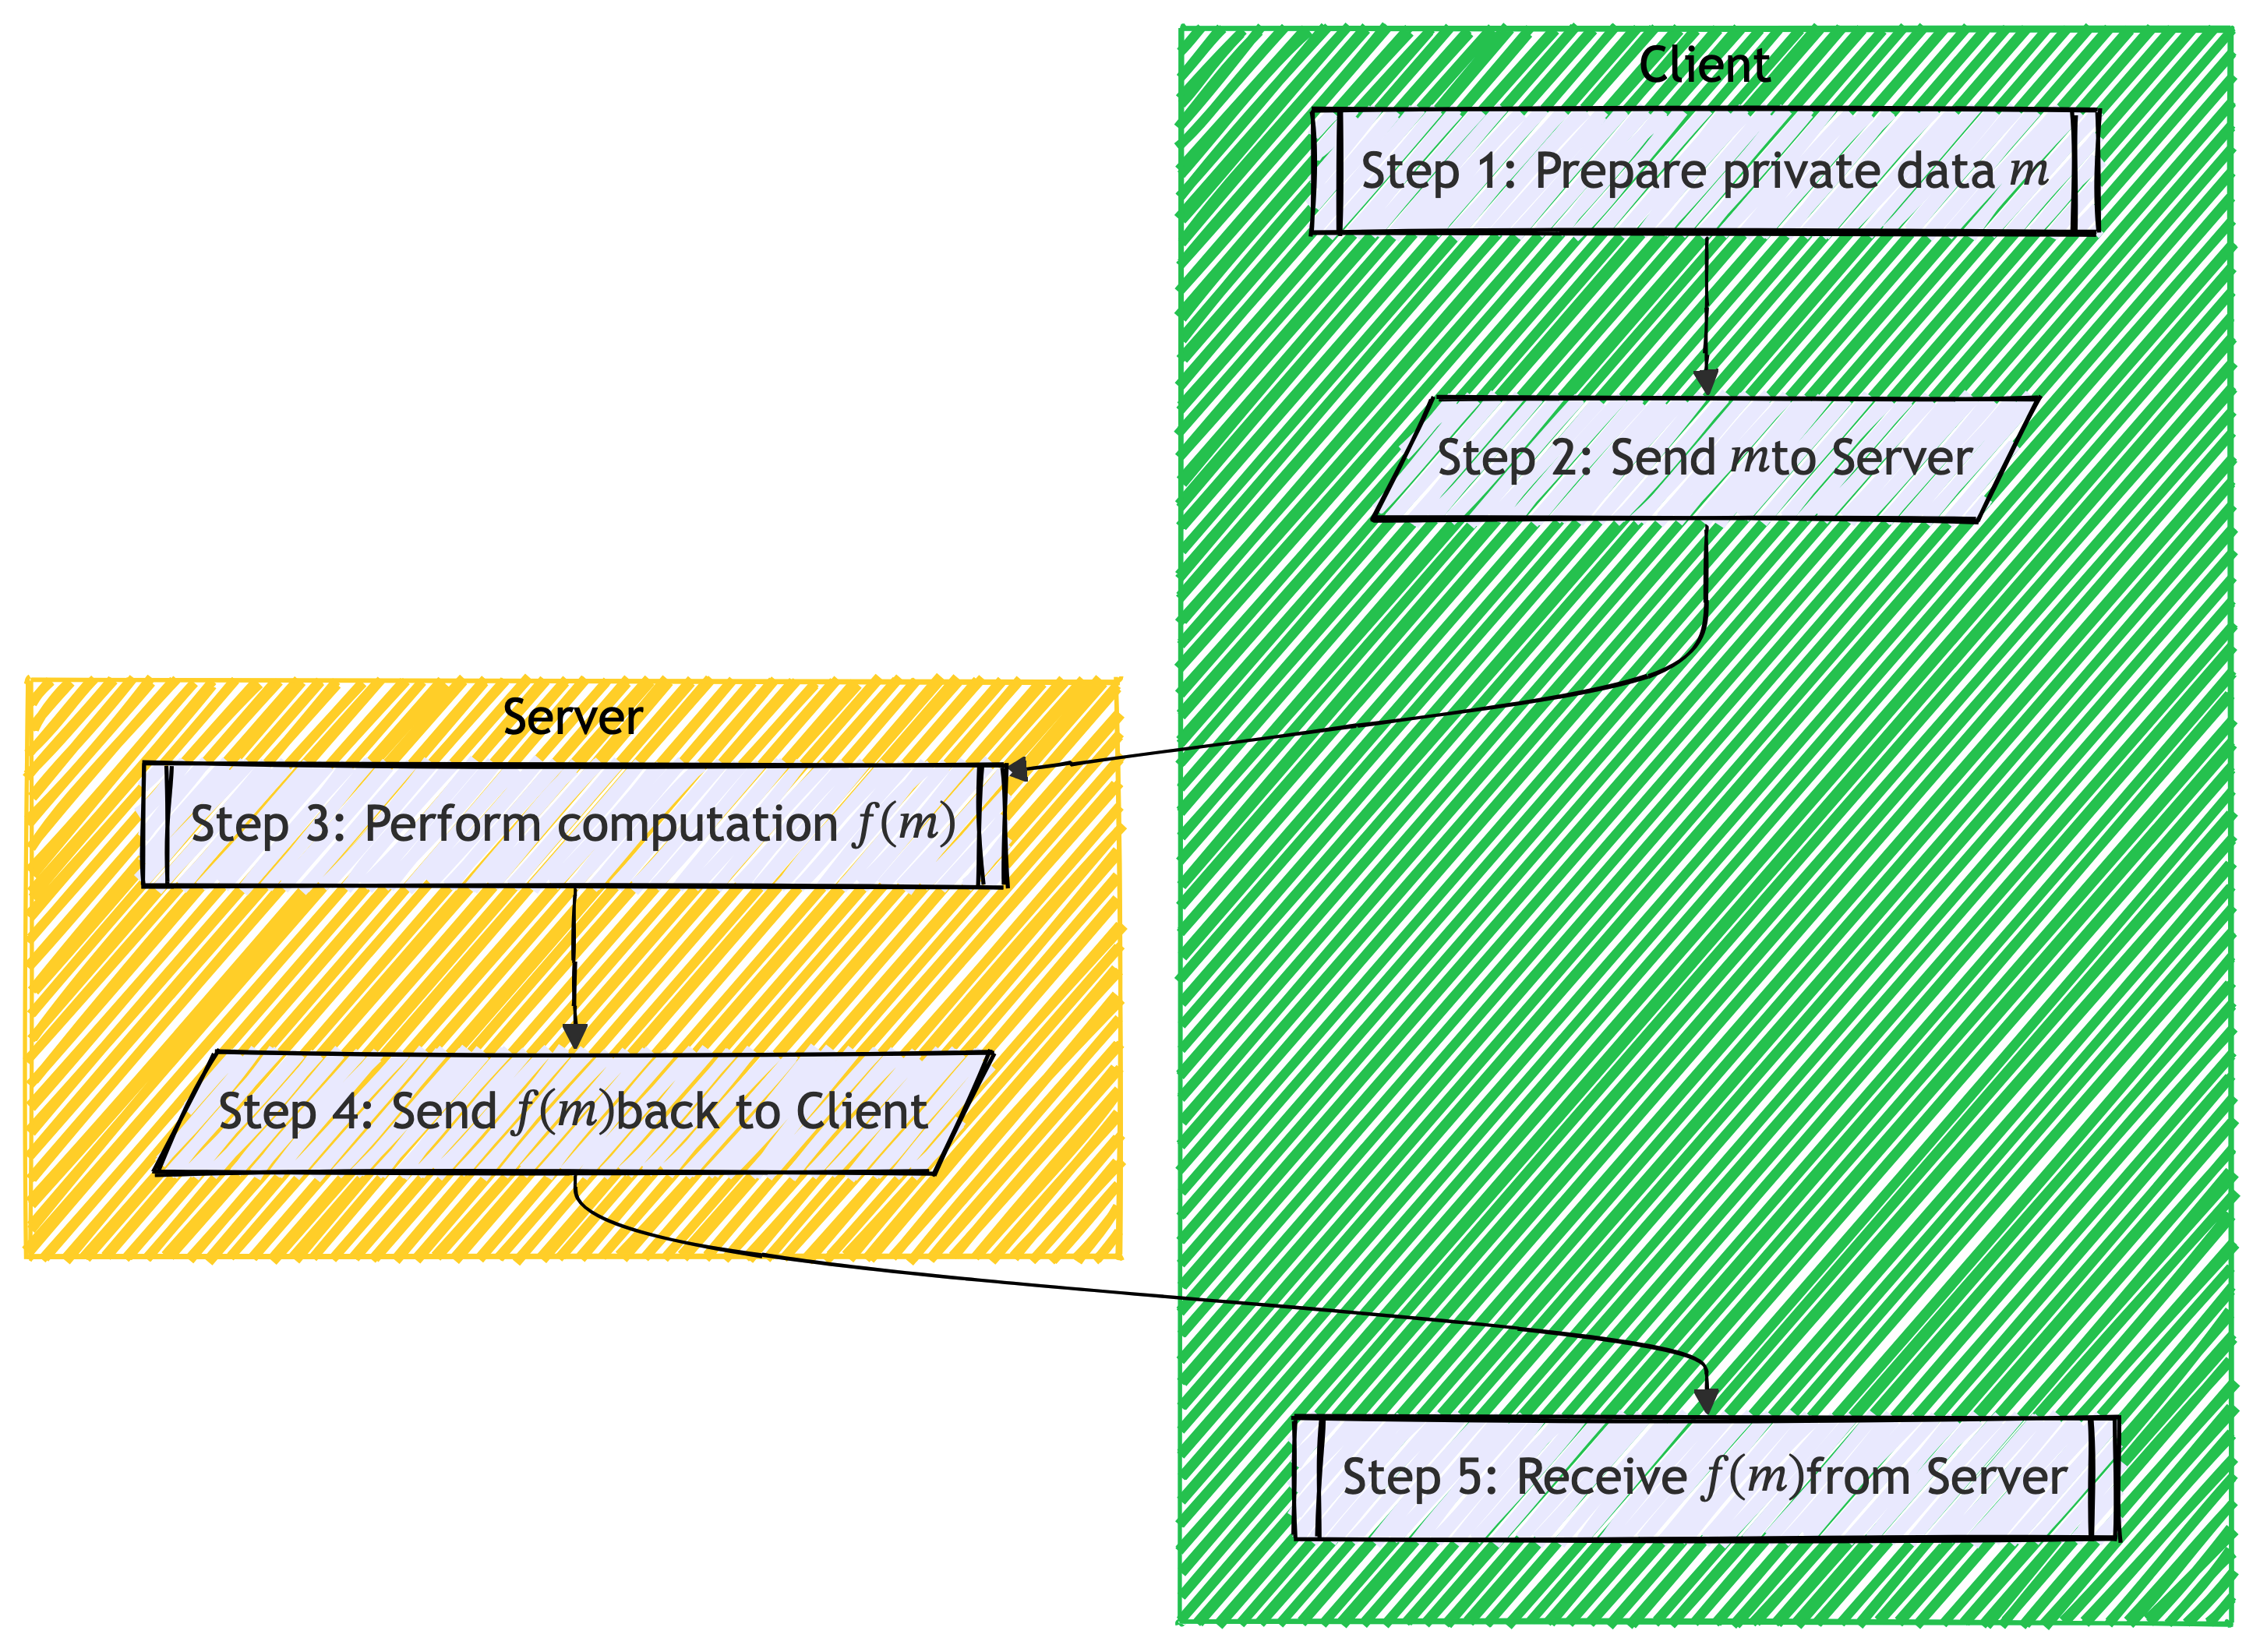 Client
Step 1: Prepare private data m
Step 2: Send mto Server
Server
Step 3: Perform computation f(m)
Step 4: Send f(m)back to Client
Step 5: Receive f(m)from Server